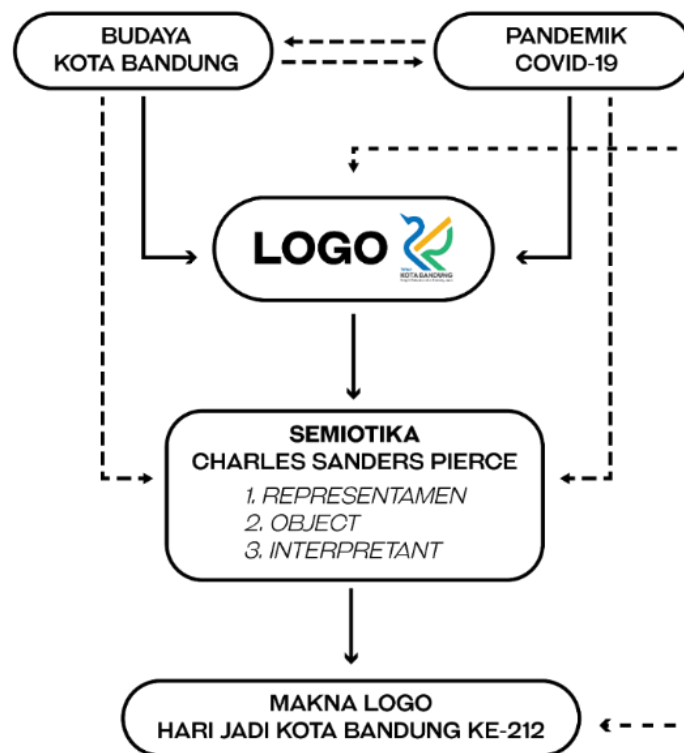 BUDAYA
KOTA BANDUNG
PANDEMIK
COVID-19
LOGO
KOTA BANDUNG
SEMIOTIKA
CHARLES SANDERS PIERCE
1. REPRESENTAMEN
2. OBJECT
3. INTERPRETANT
MAKNA LOGO
HARI JADI KOTA BANDUNG KE-212